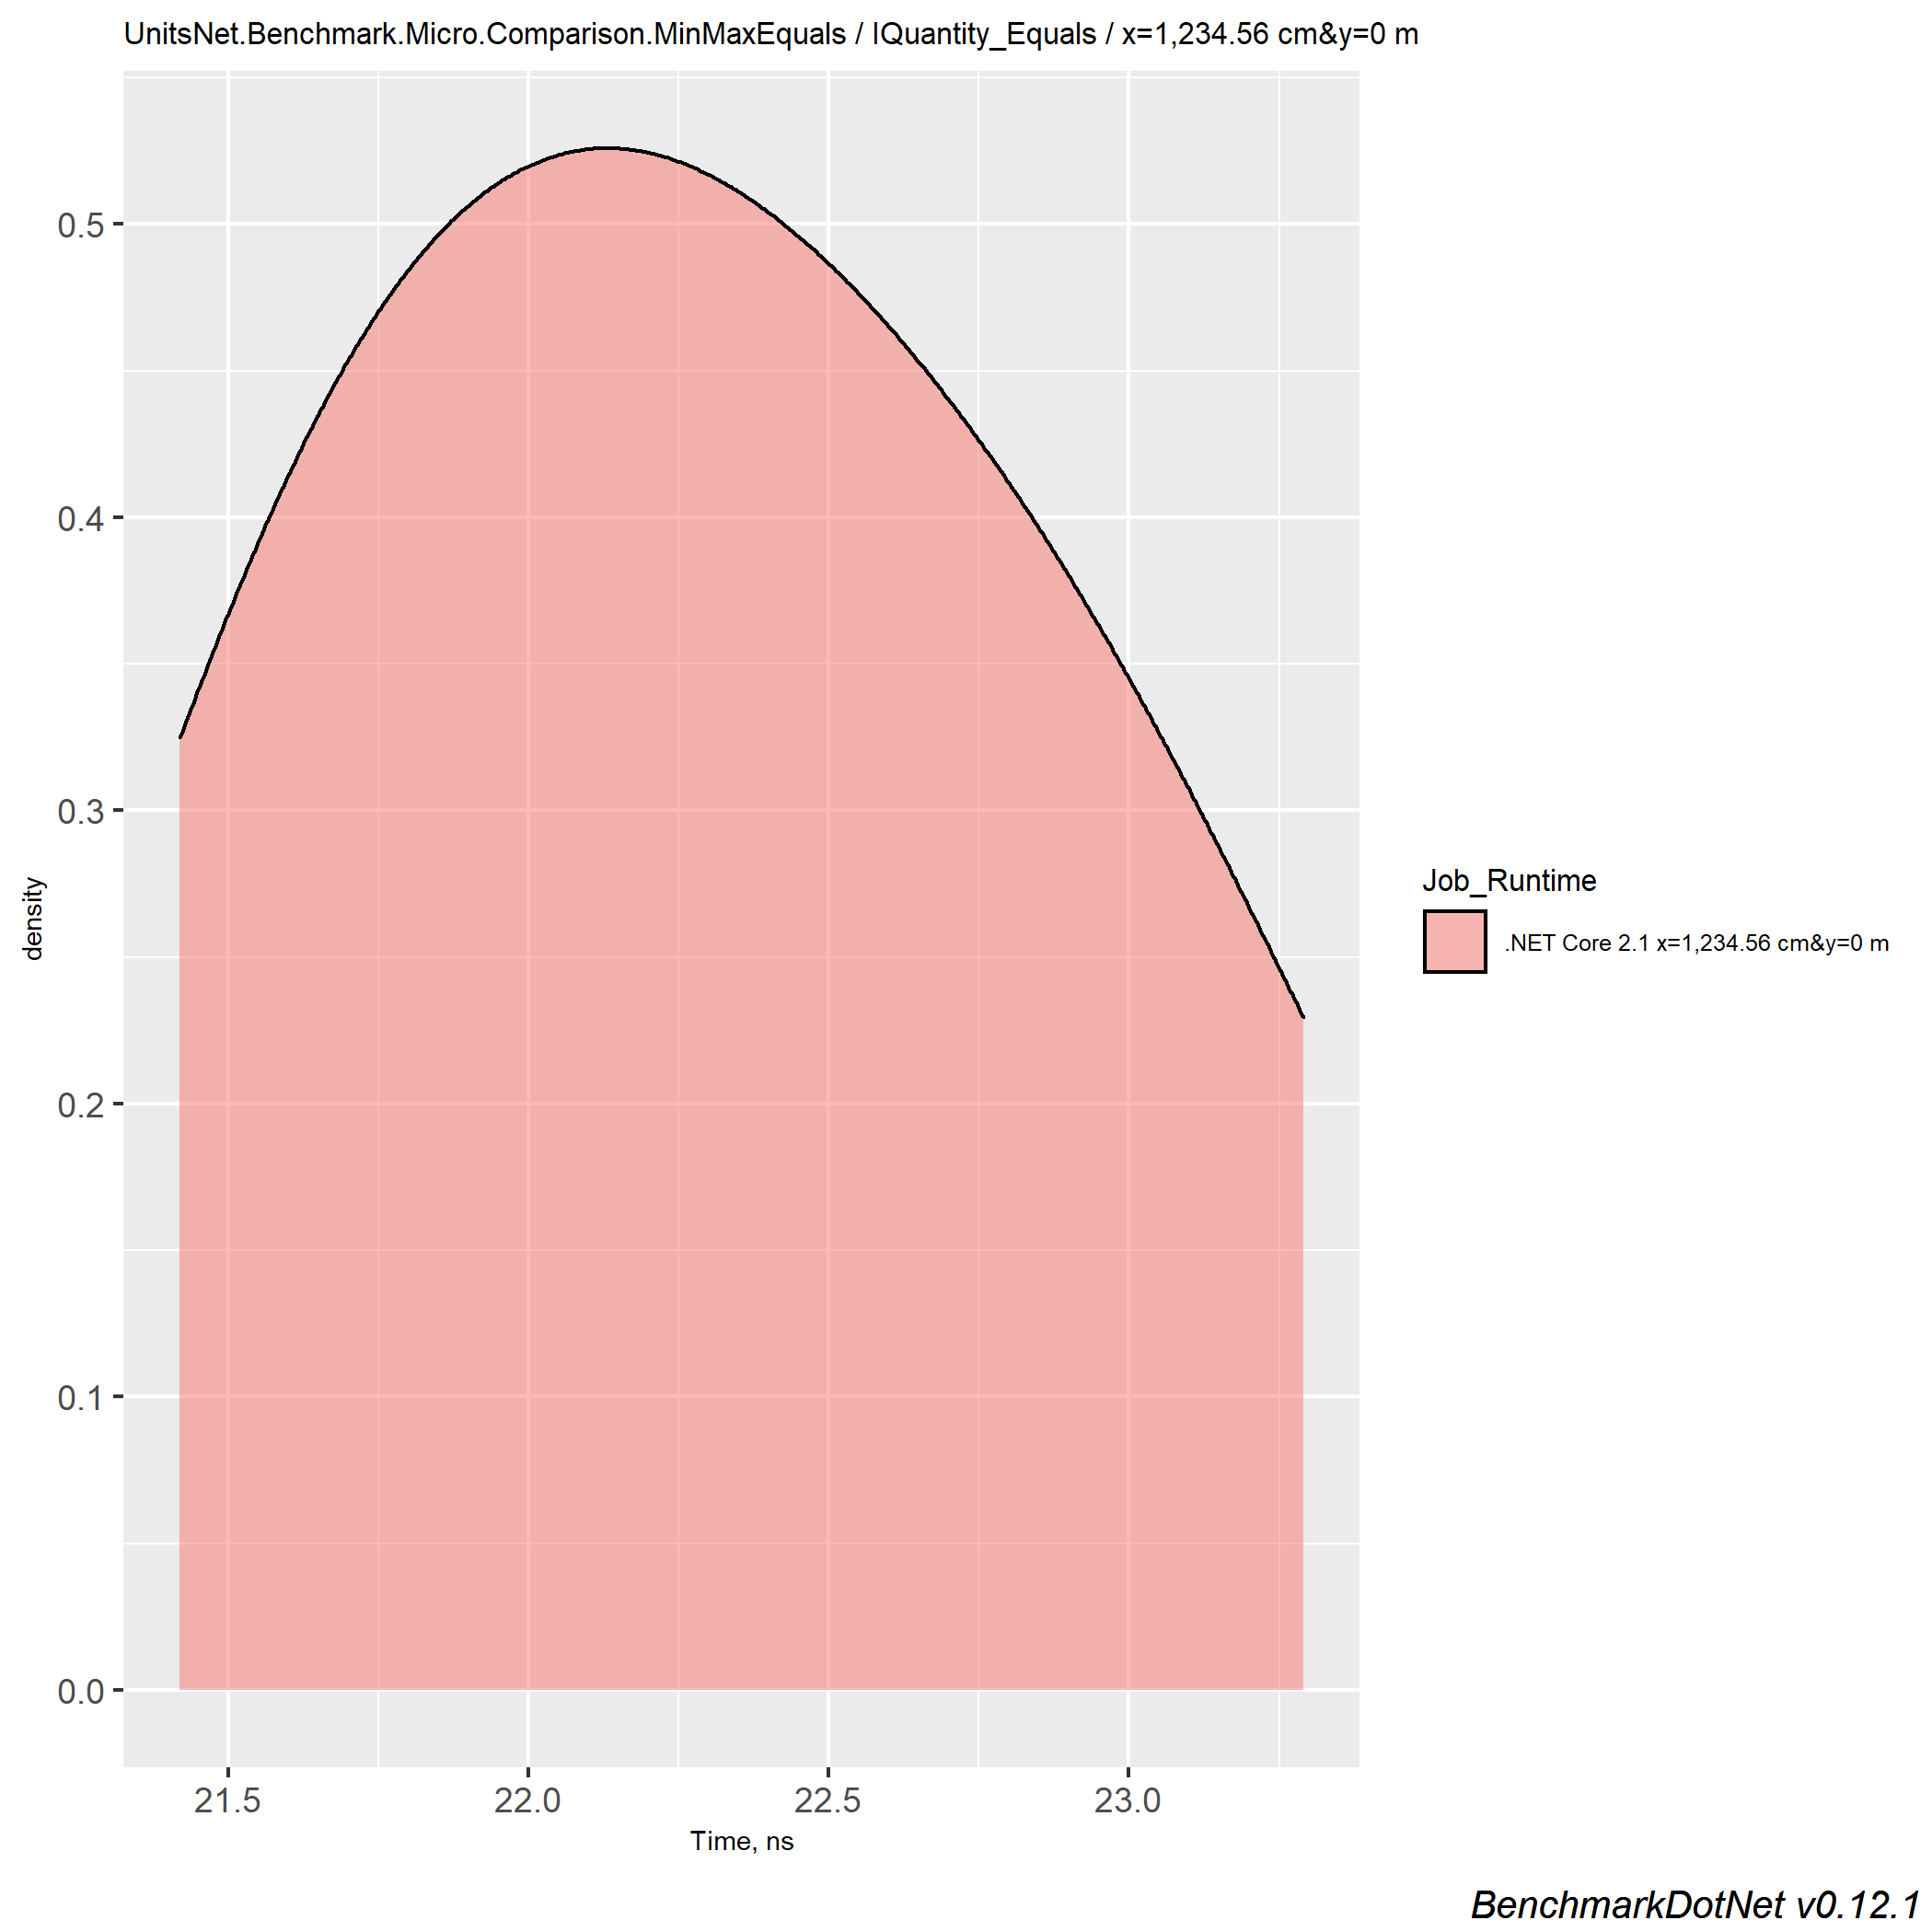 UnitsNet.Benchmark.Micro.Comparison.MinMaxEquals / IQuantity_Equals / x=1,234.56 cm&y=0 m
0.5
0.4
0.3
0.2
0.1
0.0
density
21.5 22.0 22.5 23.0
Time, ns
Job_Runtime
.NET Core 2.1 x=1,234.56 cm&y=0 m
BenchmarkDotNet v0.12.1